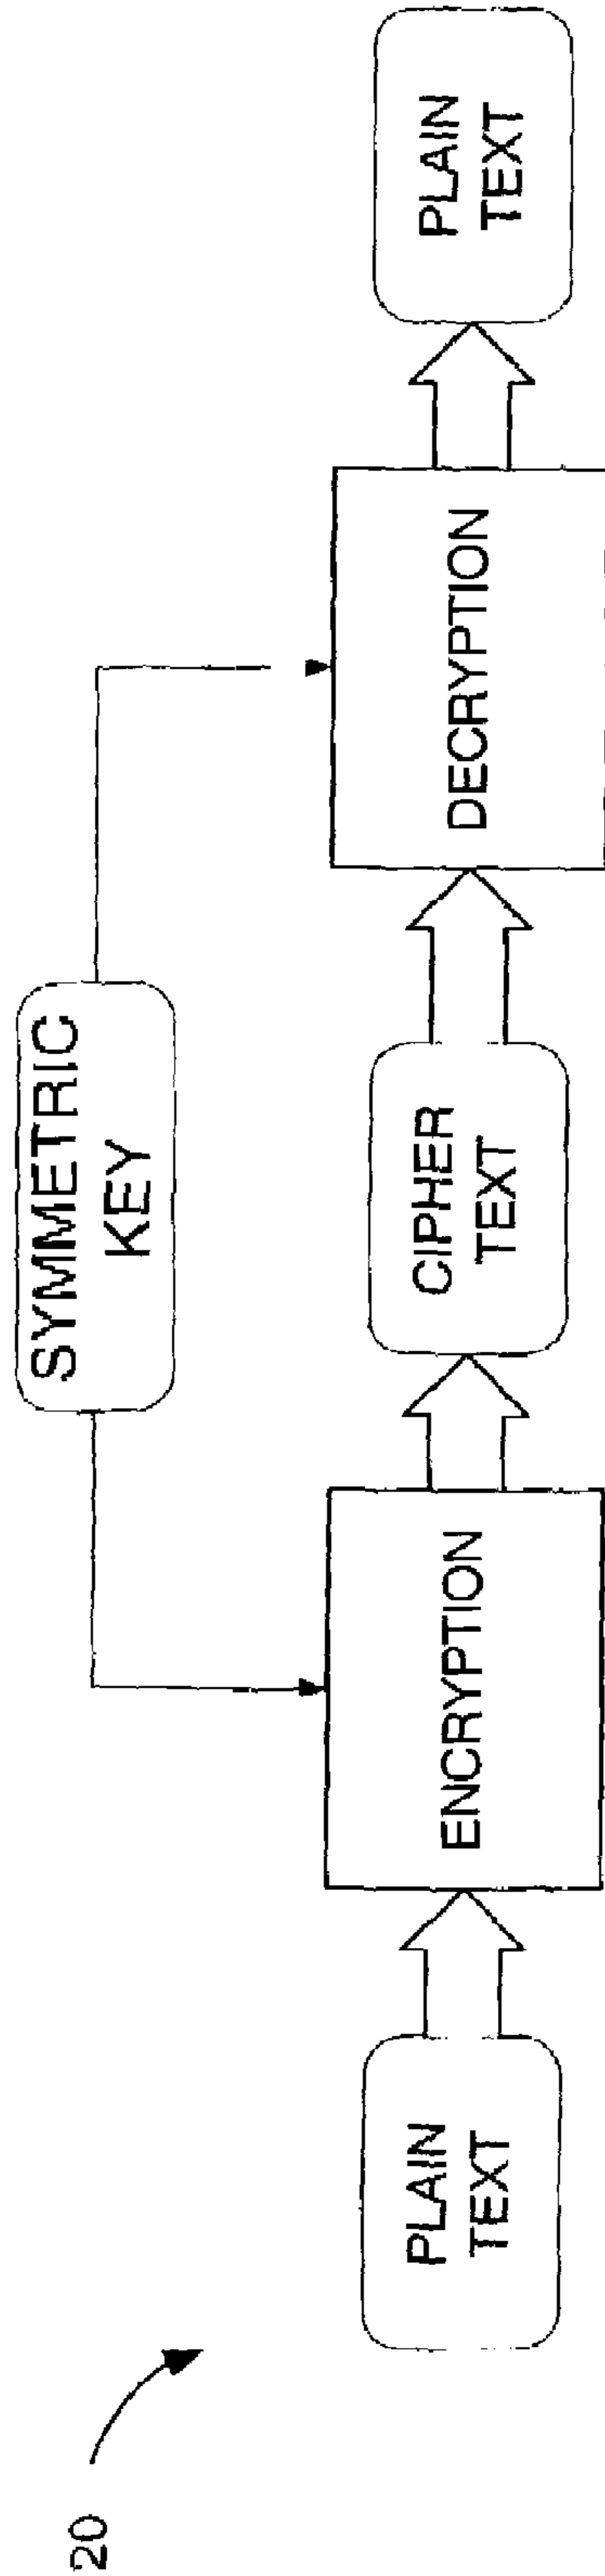 20
SYMMETRIC
KEY
PLAIN
TEXT
ENCRYPTION
CIPHER
TEXT
DECRYPTION
PLAIN
TEXT